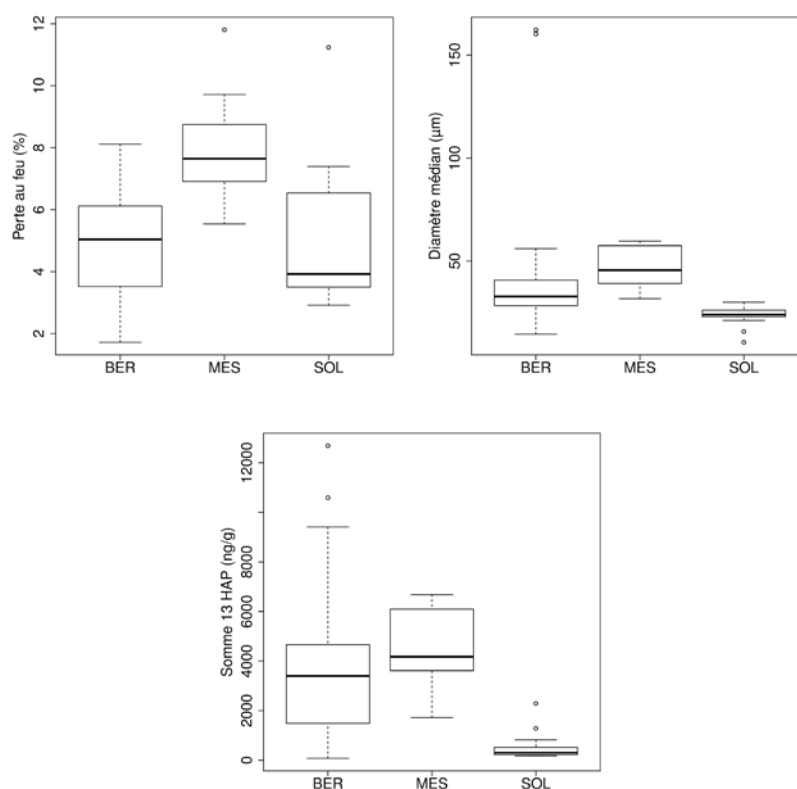 Perte au feu (%)
12
10
8
6
4
2
BER MES SOL
Diamètre médian (µm)
150
100
50
BER MES SOL
Somme 13 HAP (ng/g)
12000
8000
6000
4000
2000
0
BER MES SOL